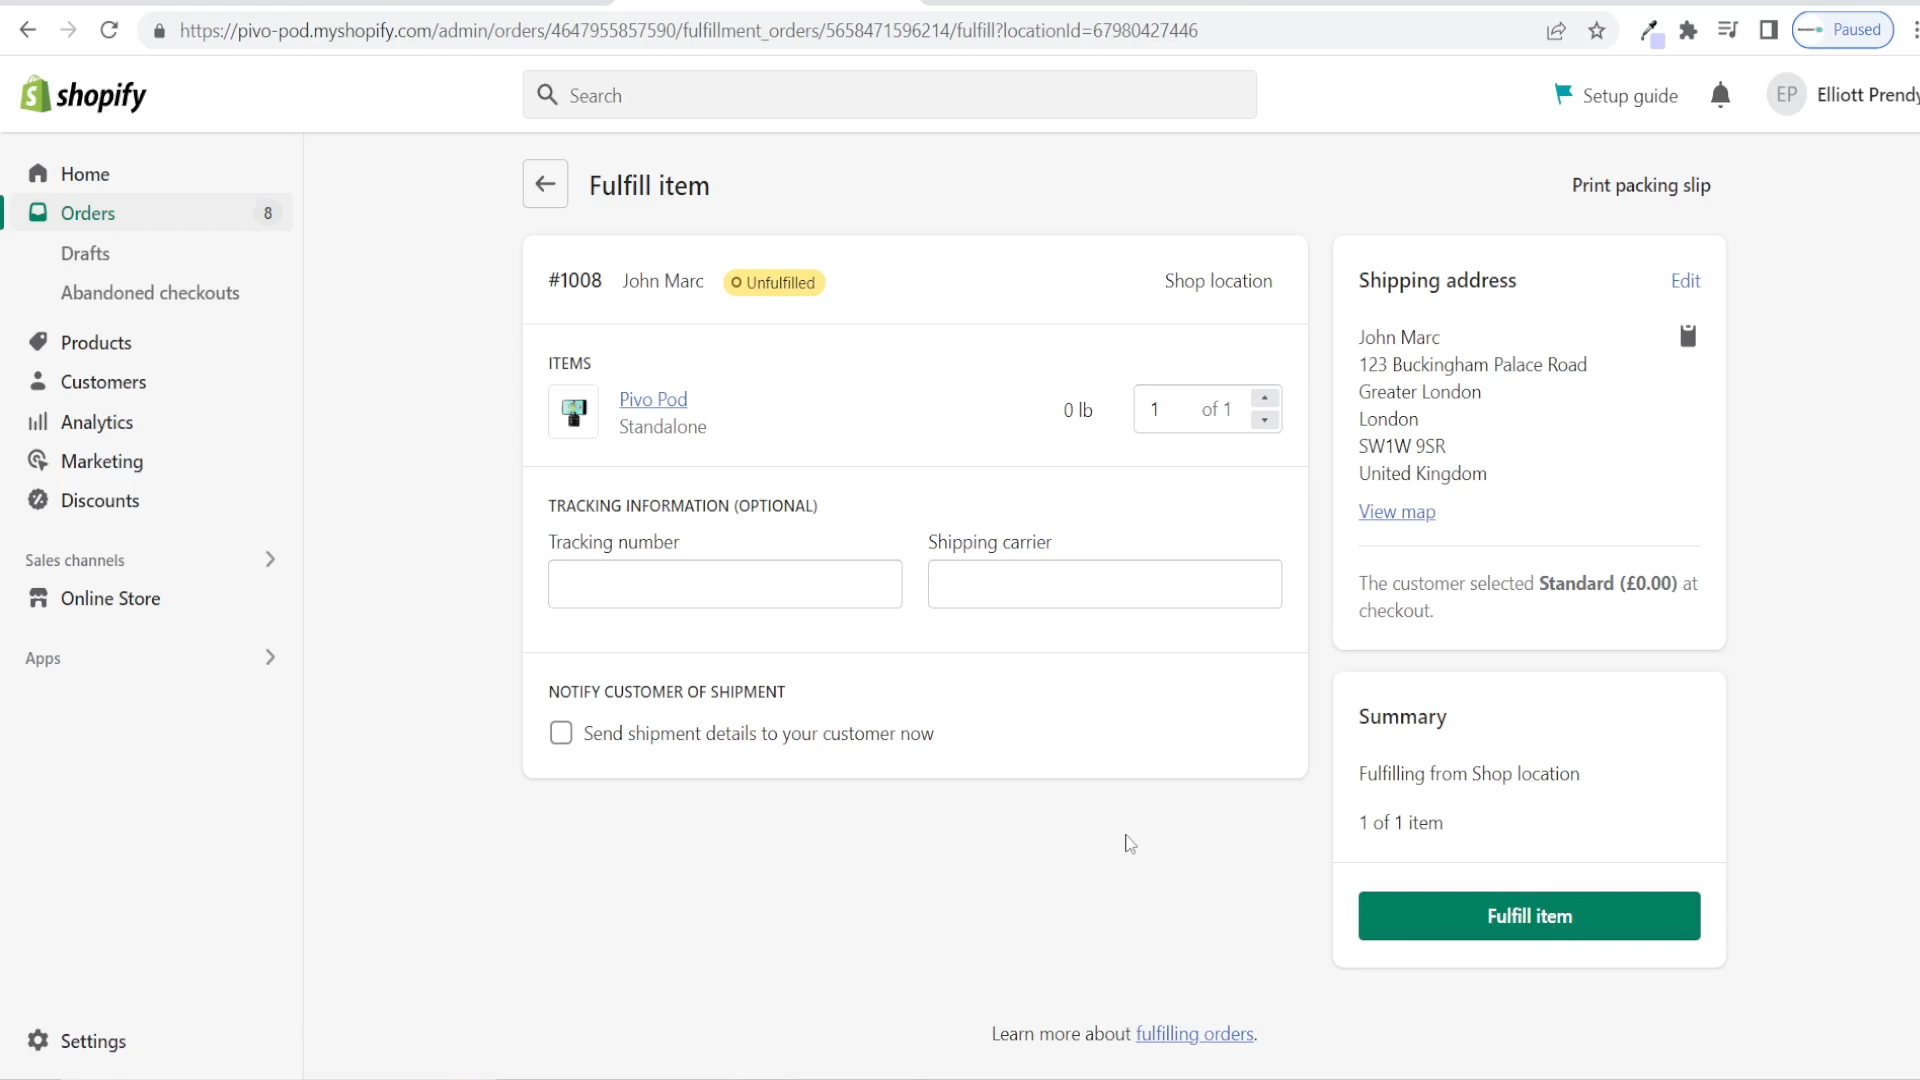 https://pivo-pod.myshopify.com/admin/orders/4647955857590/fulfillment_orders/5658471596214/fulfill?locationId=67980427446
Paused
shopify
Search
Setup guide
EP
Elliott Prendy
Home
Orders
8
Drafts
Abandoned checkouts
Products
Customers
Analytics
Marketing
Discounts
Sales channels
Online Store
Apps
Settings
Fulfill item
Print packing slip
#1008 John Marc Unfulfilled
Shop location
ITEMS
Pivo Pod
Standalone
0 lb
1 of 1
TRACKING INFORMATION (OPTIONAL)
Tracking number
Shipping carrier
NOTIFY CUSTOMER OF SHIPMENT
Send shipment details to your customer now
Shipping address
Edit
John Marc
123 Buckingham Palace Road
Greater London
London
SW1W 9SR
United Kingdom
View map
The customer selected Standard (£0.00) at
checkout.
Summary
Fulfilling from Shop location
1 of 1 item
Fulfill item
Learn more about fulfilling orders.